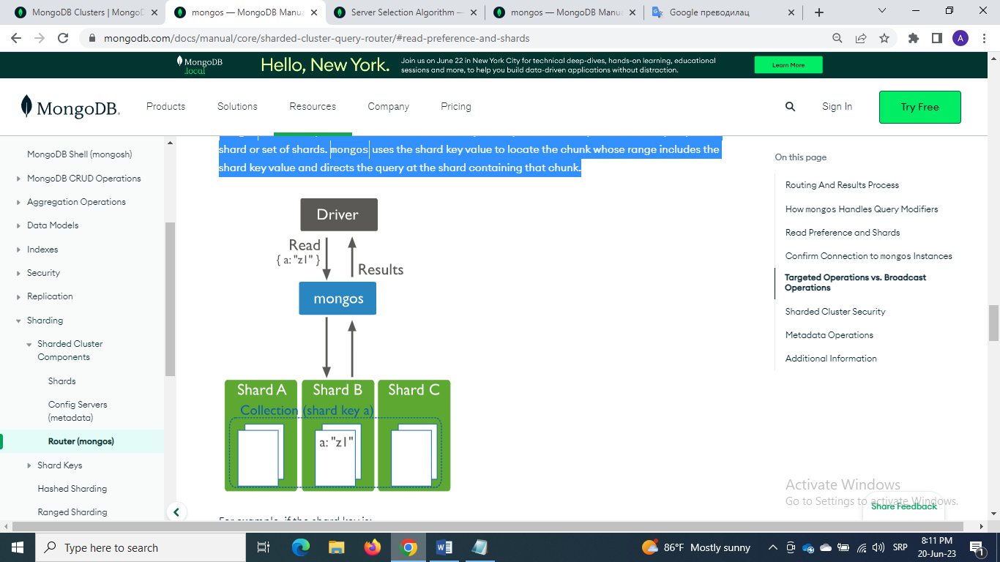 MongoDB Clusters | MongoD
mongos — MongoDB Manua
Server Selection Algorithm —
mongos — MongoDB Manua
Google преводилац
mongodb.com/docs/manual/core/sharded-cluster-query-router/#read-preference-and-shards
A
MongoDB
.local
Hello, New York.
Join us on June 22 in New York City for technical deep-dives, hands-on learning, educational
sessions and more, to help you build data-driven applications without distraction.
Learn More
MongoDB.
Products
Solutions
Resources
Company
Pricing
Sign In
Try Free
MongoDB Shell (mongosh)
MongoDB CRUD Operations
Aggregation Operations
Data Models
Indexes
Security
Replication
Sharding
Sharded Cluster
Components
Shards
Config Servers
(metadata)
Router (mongos)
Shard Keys
Hashed Sharding
Ranged Sharding
shard or set of shards. mongos uses the shard key value to locate the chunk whose range includes the
shard key value and directs the query at the shard containing that chunk.
Driver
Read
{ a: "z1" }
Results
mongos
Shard A
Shard B
Shard C
Collection (shard key a)
a: "z1"
For example, if the shard key is:
On this page
Routing And Results Process
How mongos Handles Query Modifiers
Read Preference and Shards
Confirm Connection to mongos Instances
Targeted Operations vs. Broadcast
Operations
Sharded Cluster Security
Metadata Operations
Additional Information
Activate Windows
Go to Settings to activate Windows.
Share Feedback
Type here to search
86°F Mostly sunny
SRP
8:11 PM
20-Jun-23
1